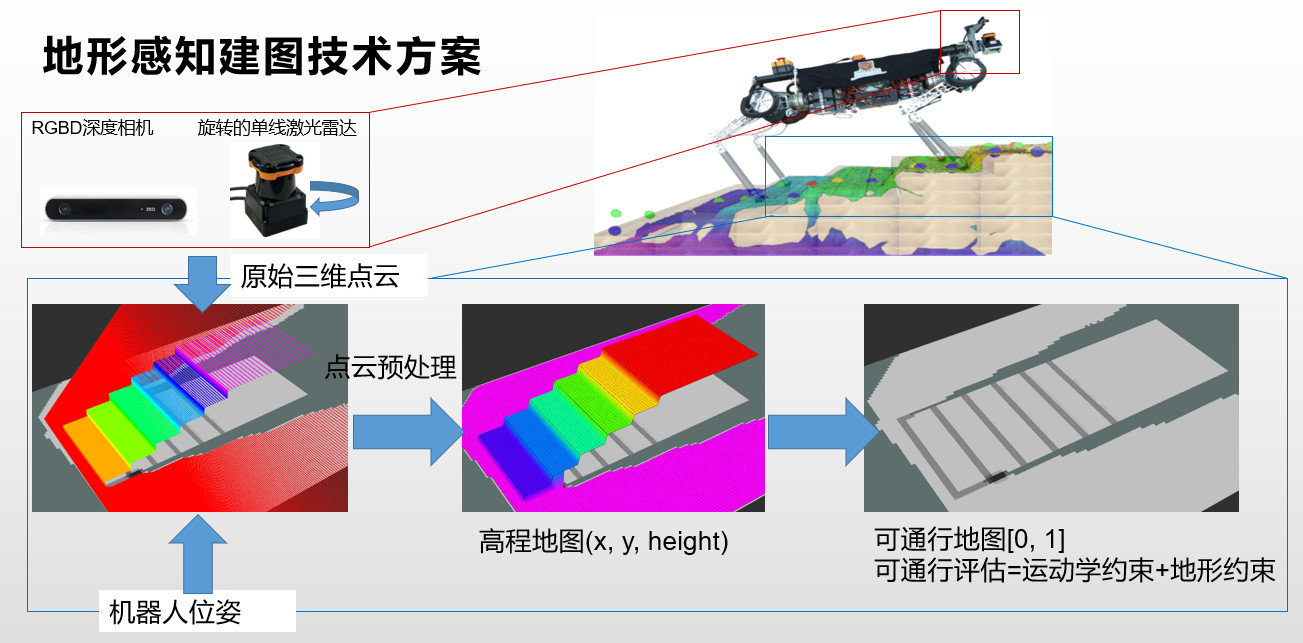 地形感知建图技术方案
RGBD深度相机
旋转的单线激光雷达
原始三维点云
点云预处理
高程地图(x, y, height)
可通行地图[0, 1]
可通行评估=运动学约束+地形约束
机器人位姿